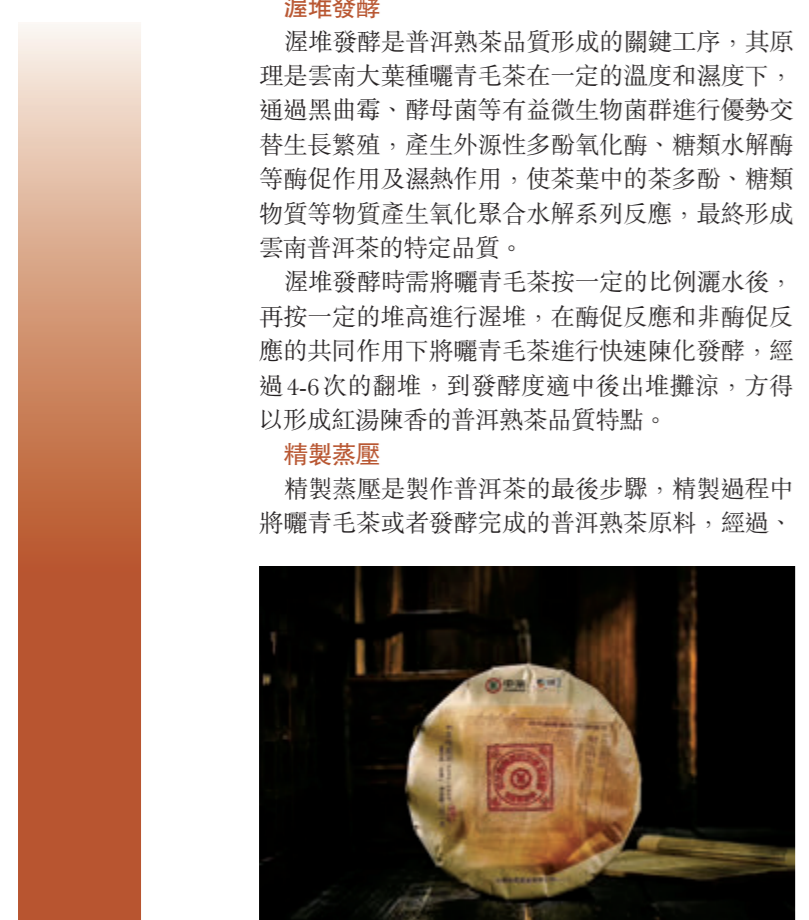 渥堆發酵
渥堆發酵是普洱熟茶品質形成的關鍵工序，其原
理是雲南大葉種曬青毛茶在一定的溫度和濕度下，
通過黑曲霉、酵母菌等有益微生物菌群進行優勢交
替生長繁殖，產生外源性多酚氧化酶、糖類水解酶
等酶促作用及濕熱作用，使茶葉中的茶多酚、糖類
物質等物質產生氧化聚合水解系列反應，最終形成
雲南普洱茶的特定品質。
渥堆發酵時需將曬青毛茶按一定的比例灑水後，
再按一定的堆高進行渥堆，在酶促反應和非酶促反
應的共同作用下將曬青毛茶進行快速陳化發酵，經
過4-6次的翻堆，到發酵度適中後出堆攤涼，方得
以形成紅湯陳香的普洱熟茶品質特點。
精製蒸壓
精製蒸壓是製作普洱茶的最後步驟，精製過程中
將曬青毛茶或者發酵完成的普洱熟茶原料，經過、